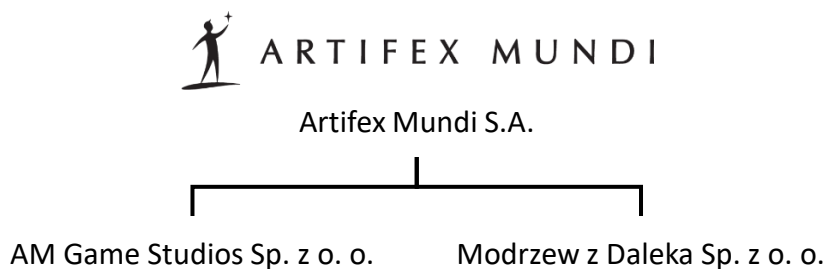 ARTIFEX MUNDI
Artifex Mundi S.A.
AM Game Studios Sp. z o. o.
Modrzew z Daleka Sp. z o. o.